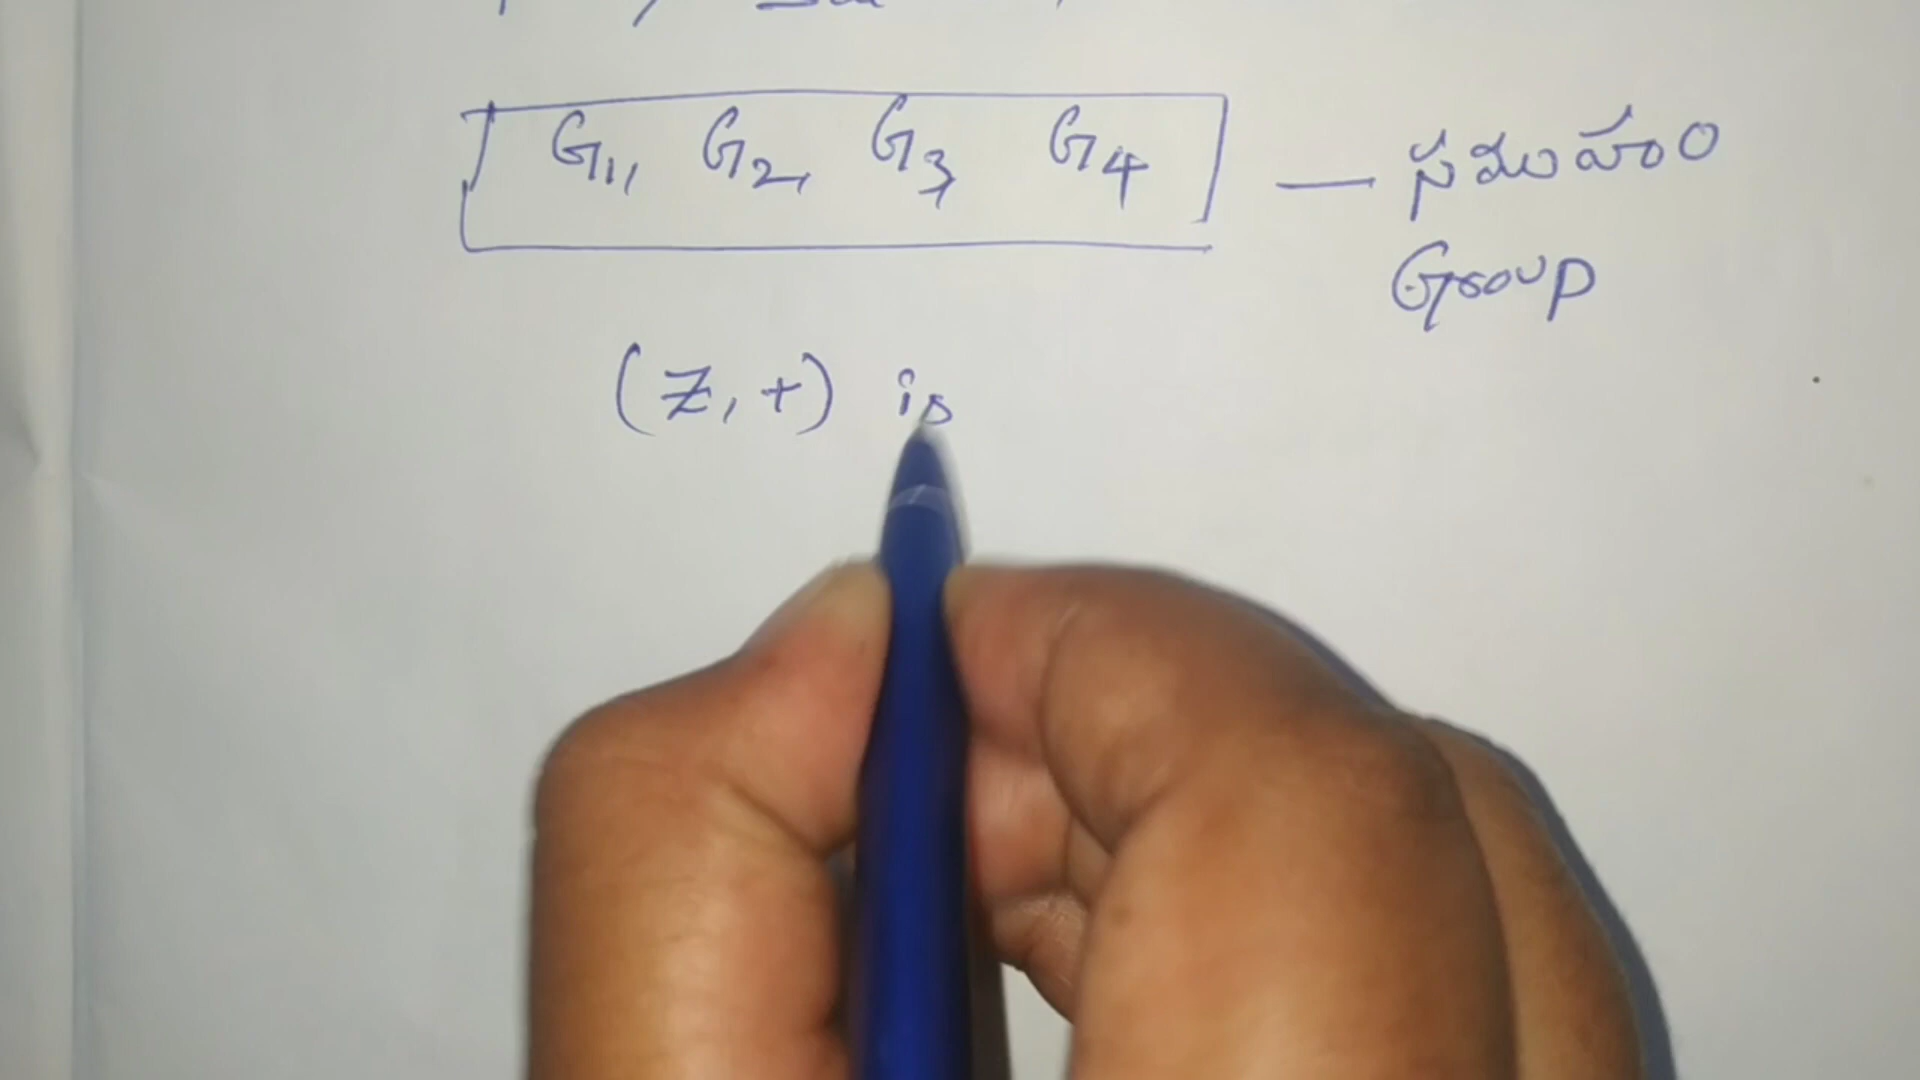 G1, G2, G3 G4 — సముహం
Group
(Z, +) is